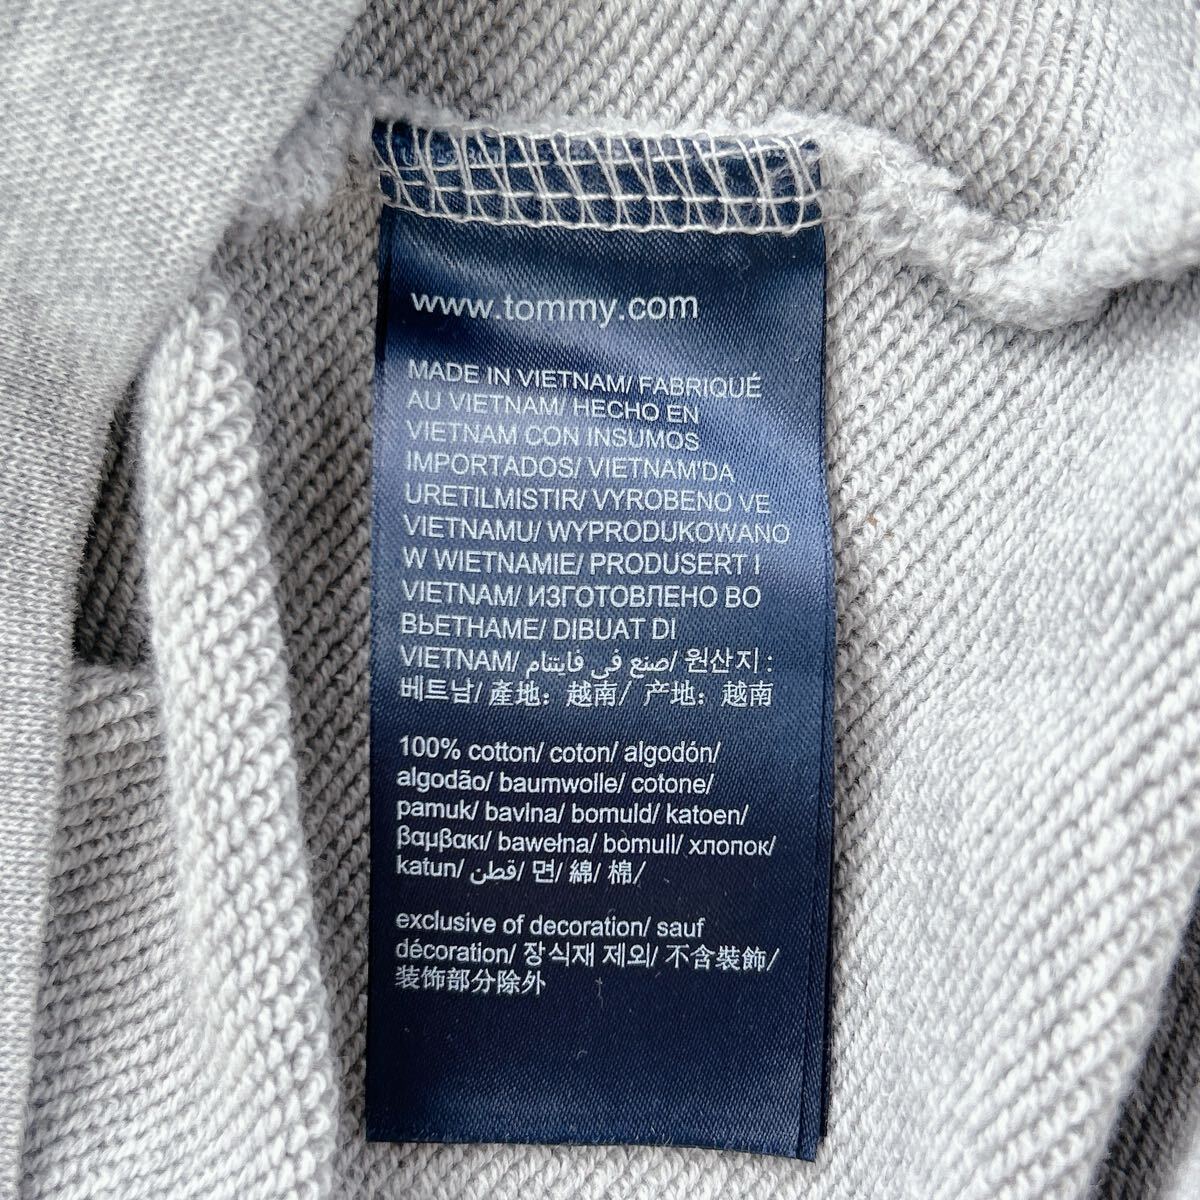 www.tommy.com
MADE IN VIETNAM/ FABRIQUÉ
AU VIETNAM/ HECHO EN
VIETNAM CON INSUMOS
IMPORTADOS/ VIETNAM'DA
URETILMISTIR/ VYROBENO VE
VIETNAMU/ WYPRODUKOWANO
W WIETNAMIE/ PRODUSERT I
VIETNAM/ ИЗГОТОВЛЕНО ВО
ВЬЕТНАМЕ/ DIBUAT DI
VIETNAM/ صنع في فايتنام/ 원산지 :
베트남/ 產地：越南/ 产地：越南
100% cotton/ coton/ algodón/
algodão/ baumwolle/ cotone/
pamuk/ bavlna/ bomuld/ katoen/
βαμβακι/ bawełna/ bomull/ хлопок/
katun/ قطن/ 면/ 綿/ 棉/
exclusive of decoration/ sauf
décoration/ 장식재 제외/ 不含裝飾/
装饰部分除外